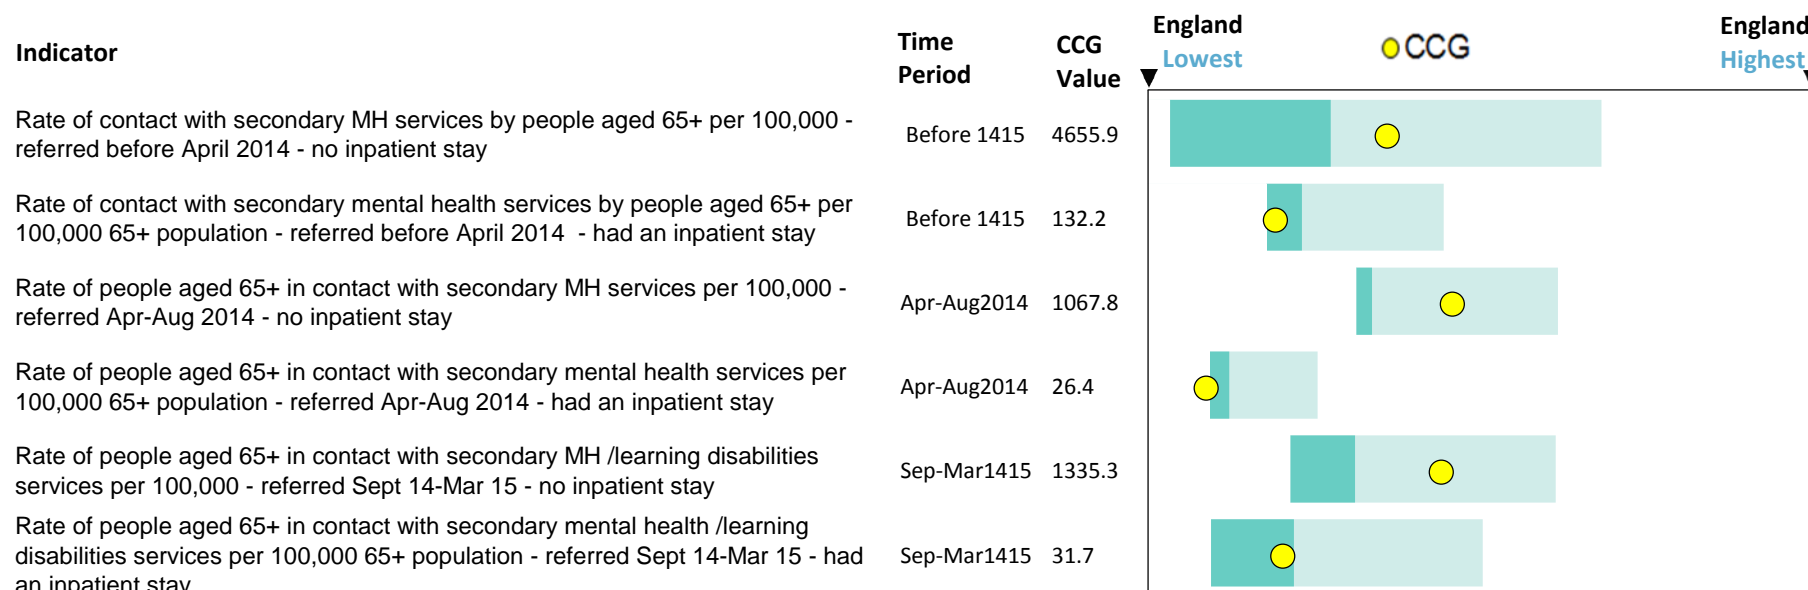 Indicator
Time Period
CCG Value
England Lowest
CCG
England Highest
Rate of contact with secondary MH services by people aged 65+ per 100,000 -
referred before April 2014 - no inpatient stay
Before 1415 4655.9
Rate of contact with secondary mental health services by people aged 65+ per
100,000 65+ population - referred before April 2014 - had an inpatient stay
Before 1415 132.2
Rate of people aged 65+ in contact with secondary MH services per 100,000 -
referred Apr-Aug 2014 - no inpatient stay
Apr-Aug2014 1067.8
Rate of people aged 65+ in contact with secondary mental health services per
100,000 65+ population - referred Apr-Aug 2014 - had an inpatient stay
Apr-Aug2014 26.4
Rate of people aged 65+ in contact with secondary MH /learning disabilities
services per 100,000 - referred Sept 14-Mar 15 - no inpatient stay
Sep-Mar1415 1335.3
Rate of people aged 65+ in contact with secondary mental health /learning
disabilities services per 100,000 65+ population - referred Sept 14-Mar 15 - had
an inpatient stay
Sep-Mar1415 31.7